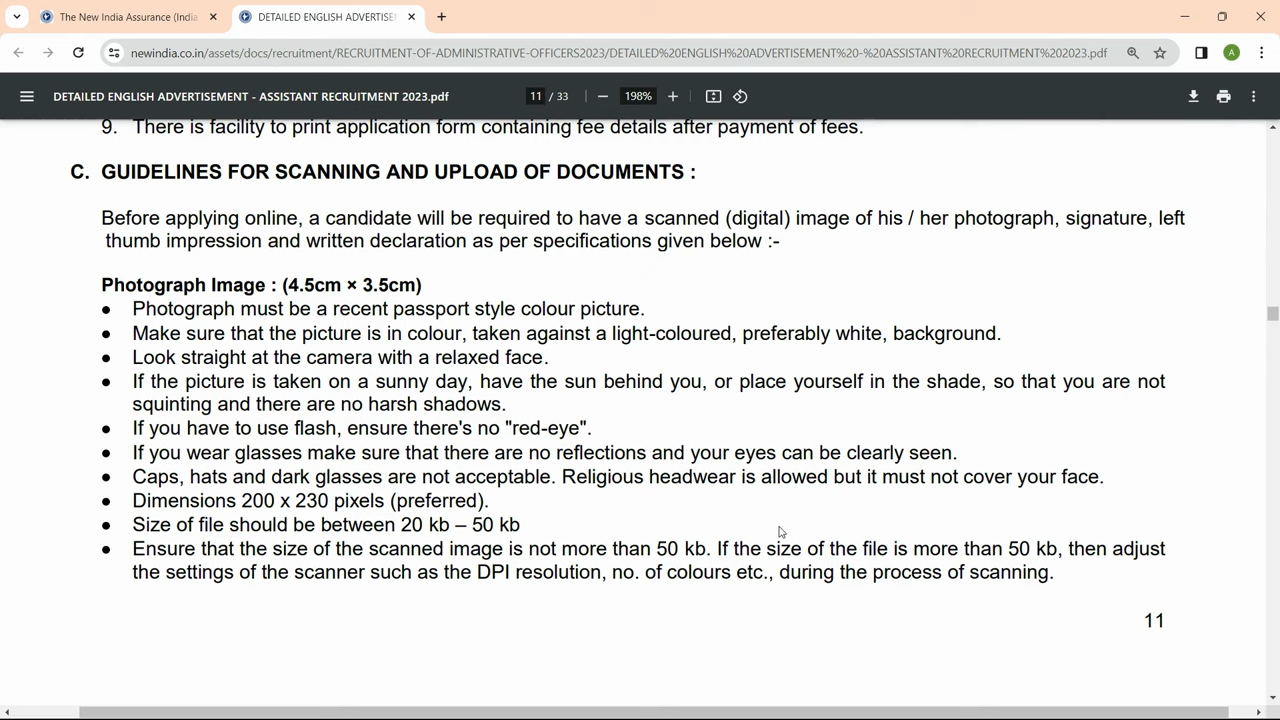 The New India Assurance (India
DETAILED ENGLISH ADVERTISEM
newindia.co.in/assets/docs/recruitment/RECRUITMENT-OF-ADMINISTRATIVE-OFFICERS2023/DETAILED%20ENGLISH%20ADVERTISEMENT%20-%20ASSISTANT%20RECRUITMENT%202023.pdf
A
DETAILED ENGLISH ADVERTISEMENT - ASSISTANT RECRUITMENT 2023.pdf 11 / 33 198%
9. There is facility to print application form containing fee details after payment of fees.
C. GUIDELINES FOR SCANNING AND UPLOAD OF DOCUMENTS :
Before applying online, a candidate will be required to have a scanned (digital) image of his / her photograph, signature, left
thumb impression and written declaration as per specifications given below :-
Photograph Image : (4.5cm × 3.5cm)
• Photograph must be a recent passport style colour picture.
• Make sure that the picture is in colour, taken against a light-coloured, preferably white, background.
• Look straight at the camera with a relaxed face.
• If the picture is taken on a sunny day, have the sun behind you, or place yourself in the shade, so that you are not
squinting and there are no harsh shadows.
• If you have to use flash, ensure there's no "red-eye".
• If you wear glasses make sure that there are no reflections and your eyes can be clearly seen.
• Caps, hats and dark glasses are not acceptable. Religious headwear is allowed but it must not cover your face.
• Dimensions 200 x 230 pixels (preferred).
• Size of file should be between 20 kb – 50 kb
• Ensure that the size of the scanned image is not more than 50 kb. If the size of the file is more than 50 kb, then adjust
the settings of the scanner such as the DPI resolution, no. of colours etc., during the process of scanning.
11